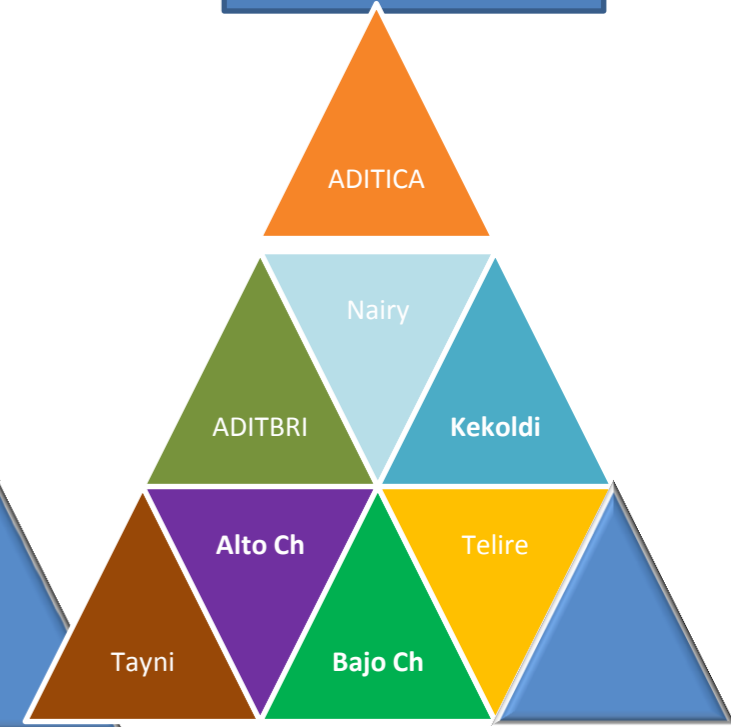 ADITICA
Nairy
ADITBRI
Kekoldi
Alto Ch
Telire
Tayni
Bajo Ch